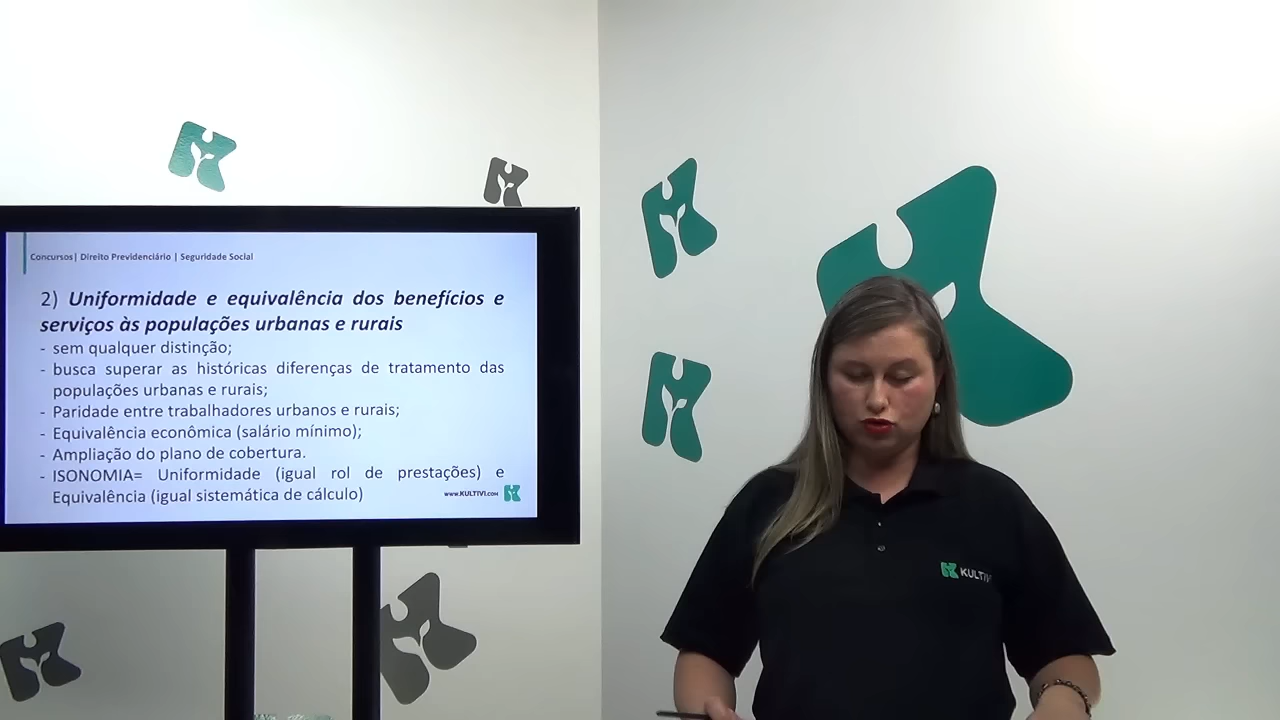 Concursos| Direito Previdenciário | Seguridade Social
2) Uniformidade e equivalência dos benefícios e
serviços às populações urbanas e rurais
- sem qualquer distinção;
- busca superar as históricas diferenças de tratamento das
populações urbanas e rurais;
- Paridade entre trabalhadores urbanos e rurais;
- Equivalência econômica (salário mínimo);
- Ampliação do plano de cobertura.
- ISONOMIA= Uniformidade (igual rol de prestações) e
Equivalência (igual sistemática de cálculo)
www.KULTIVI.COM
KULTIVI